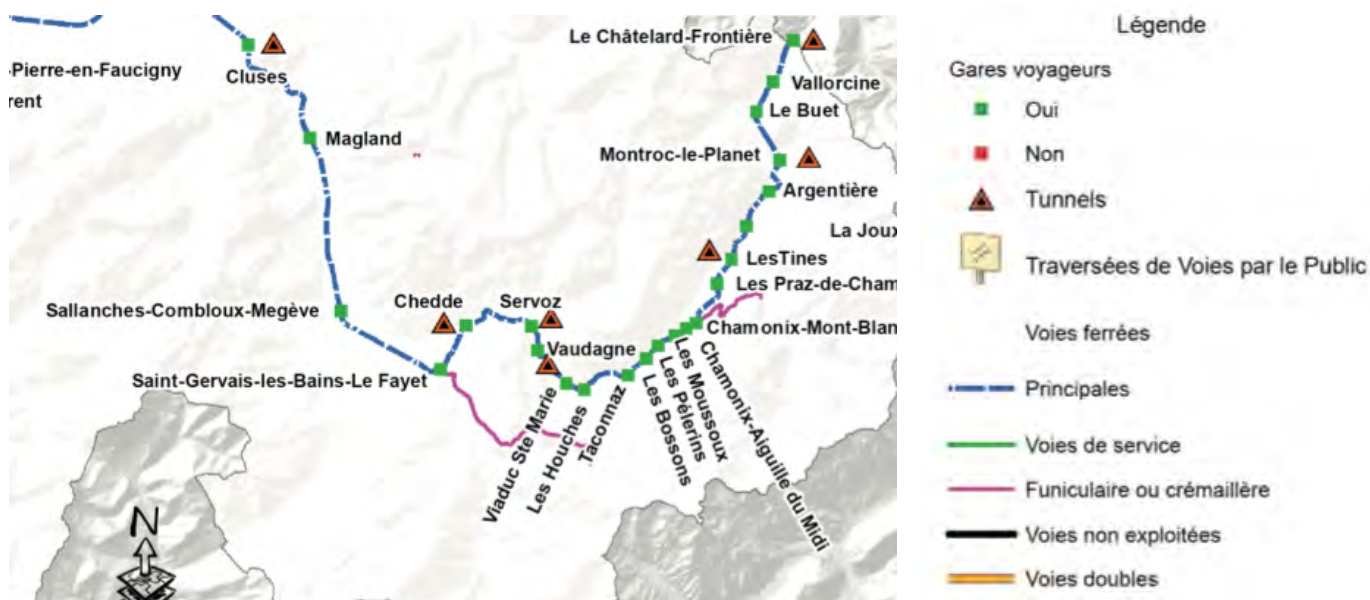 Le Châtelard-Frontière
-Pierre-en-Faucigny
Cluses
rent
Vallorcine
Le Buet
Magland
Montroc-le-Planet
Argentière
La Joux
LesTines
Les Praz-de-Cham
Sallanches-Combloux-Megève
Chedde
Servoz
Chamonix-Mont-Blan
Vaudagne
Saint-Gervais-les-Bains-Le Fayet
Viaduc Ste Marie
Les Houches
Taconnaz
Les Bossons
Les Pélerins
Les Moussoux
Chamonix-Aiguille du Midi
N
Légende
Gares voyageurs
Oui
Non
Tunnels
Traversées de Voies par le Public
Voies ferrées
Principales
Voies de service
Funiculaire ou crémaillère
Voies non exploitées
Voies doubles